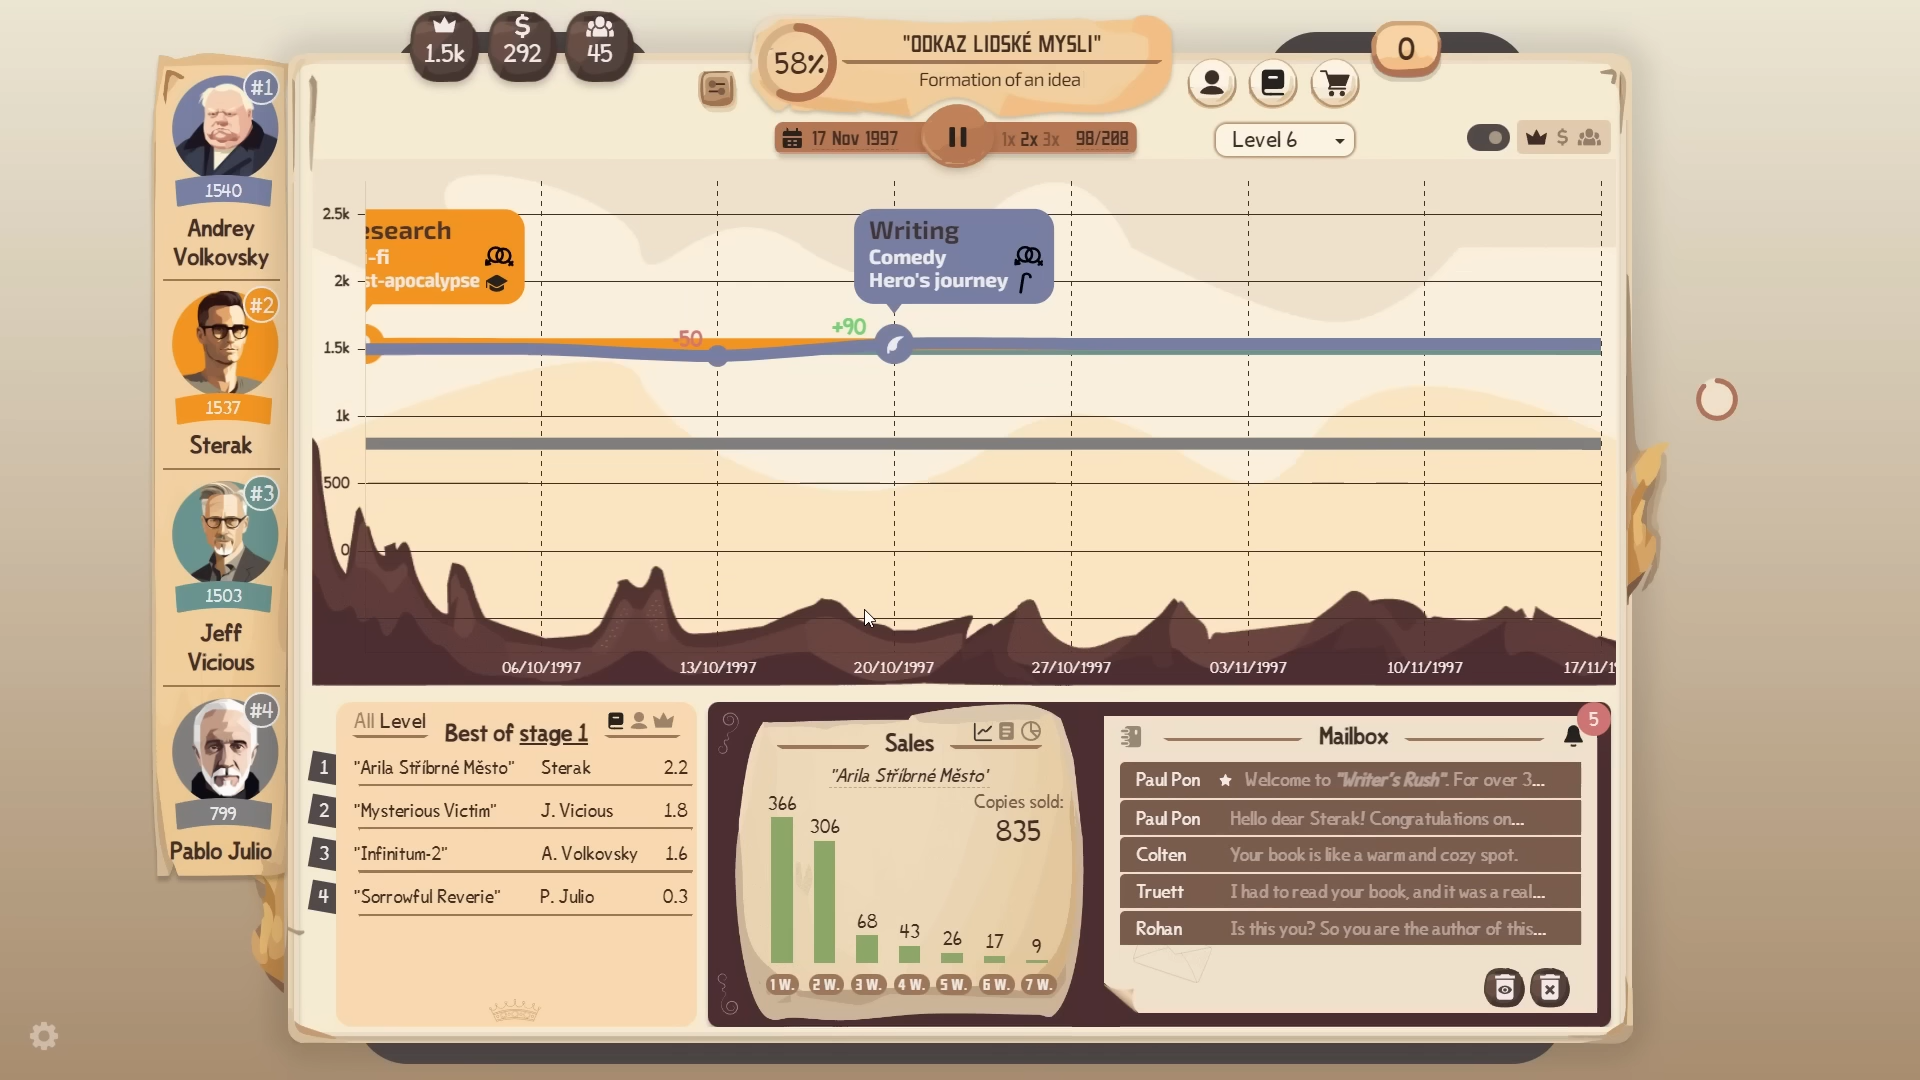 1.5k
$
292
45
58%
"ODKAZ LIDSKÉ MYSLI"
Formation of an idea
0
17 Nov 1997
1x 2x 3x
98/208
Level 6
$
#1
1540
Andrey
Volkovsky
#2
1537
Sterak
#3
1503
Jeff
Vicious
#4
799
Pablo Julio
2.5k
2k
1.5k
1k
500
0
esearch
i-fi
st-apocalypse
Writing
Comedy
Hero's journey
-50
+90
06/10/1997
13/10/1997
20/10/1997
27/10/1997
03/11/1997
10/11/1997
17/11/1
All Level
Best of stage 1
1 "Arila Stříbrné Město" Sterak 2.2
2 "Mysterious Victim" J. Vicious 1.8
3 "Infinitum-2" A. Volkovsky 1.6
4 "Sorrowful Reverie" P. Julio 0.3
Sales
"Arila Stříbrné Město"
Copies sold:
835
366
306
68
43
26
17
9
1 W. 2 W. 3 W. 4 W. 5 W. 6 W. 7 W.
Mailbox
5
Paul Pon Welcome to "Writer's Rush". For over 3...
Paul Pon Hello dear Sterak! Congratulations on...
Colten Your book is like a warm and cozy spot.
Truett I had to read your book, and it was a real...
Rohan Is this you? So you are the author of this...